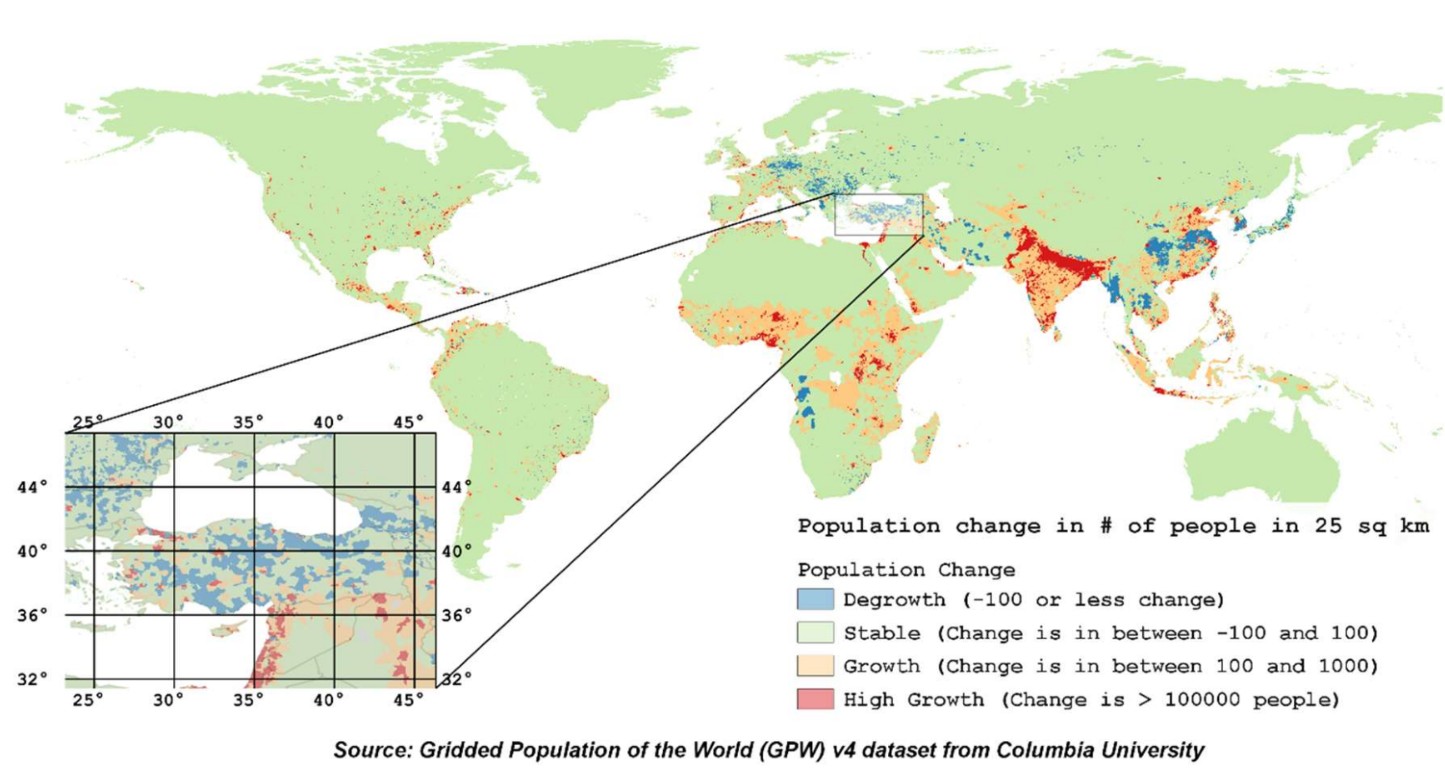 25° 30° 35° 40° 45°
44° 44°
40° 40°
36° 36°
32° 32°
25° 30° 35° 40° 45°
Population change in # of people in 25 sq km
Population Change
Degrowth (-100 or less change)
Stable (Change is in between -100 and 100)
Growth (Change is in between 100 and 1000)
High Growth (Change is > 100000 people)
Source: Gridded Population of the World (GPW) v4 dataset from Columbia University